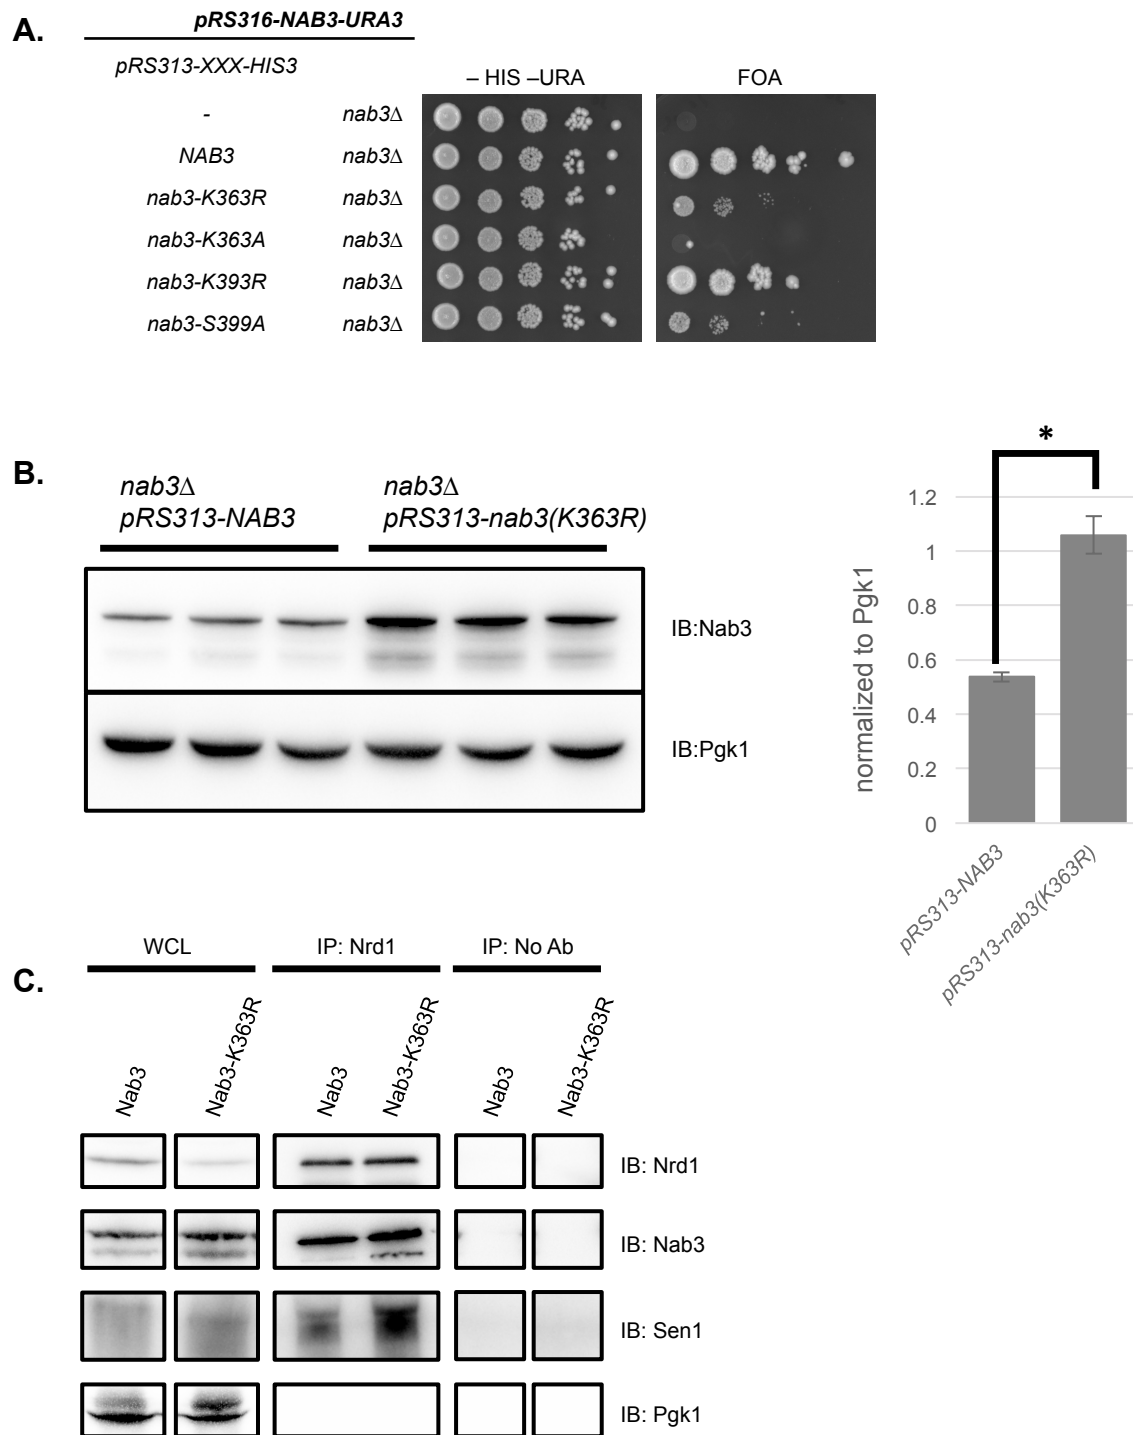 A.
pRS316-NAB3-URA3
pRS313-XXX-HIS3
– HIS –URA
FOA
- nab3Δ
NAB3 nab3Δ
nab3-K363R nab3Δ
nab3-K363A nab3Δ
nab3-K393R nab3Δ
nab3-S399A nab3Δ
B.
nab3Δ
pRS313-NAB3
nab3Δ
pRS313-nab3(K363R)
IB:Nab3
IB:Pgk1
*
normalized to Pgk1
1.2
1
0.8
0.6
0.4
0.2
0
pRS313-NAB3
pRS313-nab3(K363R)
C.
WCL
IP: Nrd1
IP: No Ab
Nab3
Nab3-K363R
Nab3
Nab3-K363R
Nab3
Nab3-K363R
IB: Nrd1
IB: Nab3
IB: Sen1
IB: Pgk1